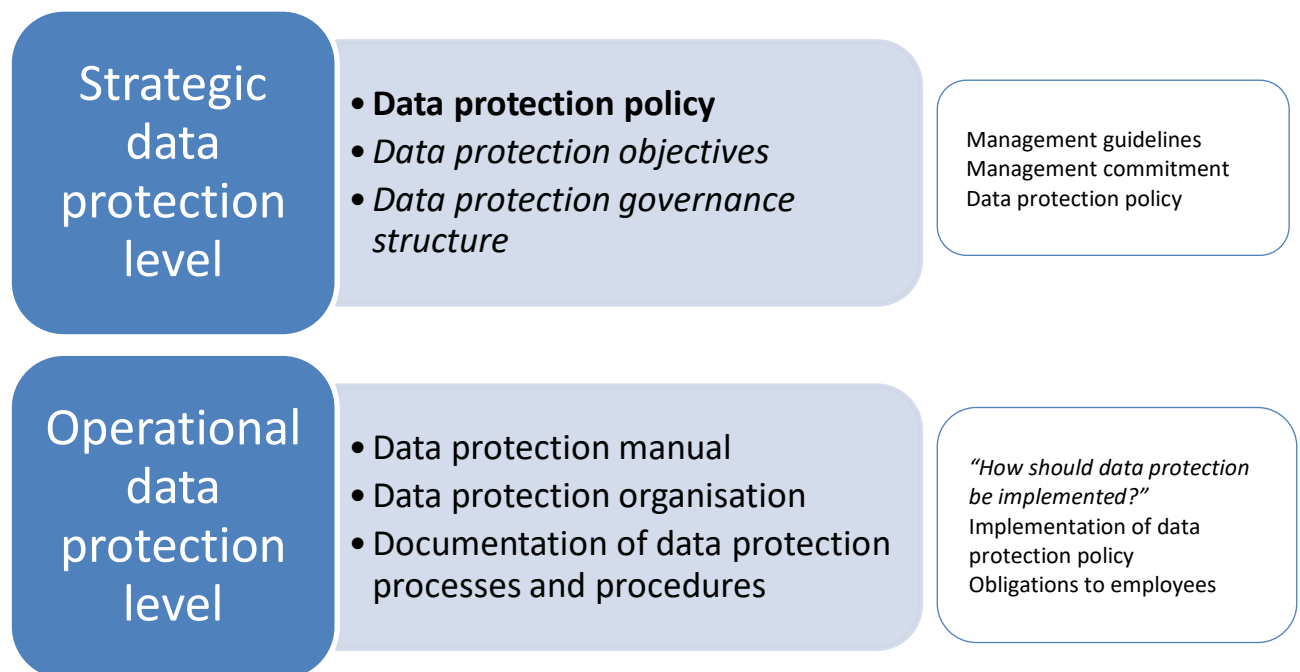 Strategic
data
protection
level
• Data protection policy
• Data protection objectives
• Data protection governance
structure
Management guidelines
Management commitment
Data protection policy
Operational
data
protection
level
• Data protection manual
• Data protection organisation
• Documentation of data protection
processes and procedures
“How should data protection
be implemented?”
Implementation of data
protection policy
Obligations to employees